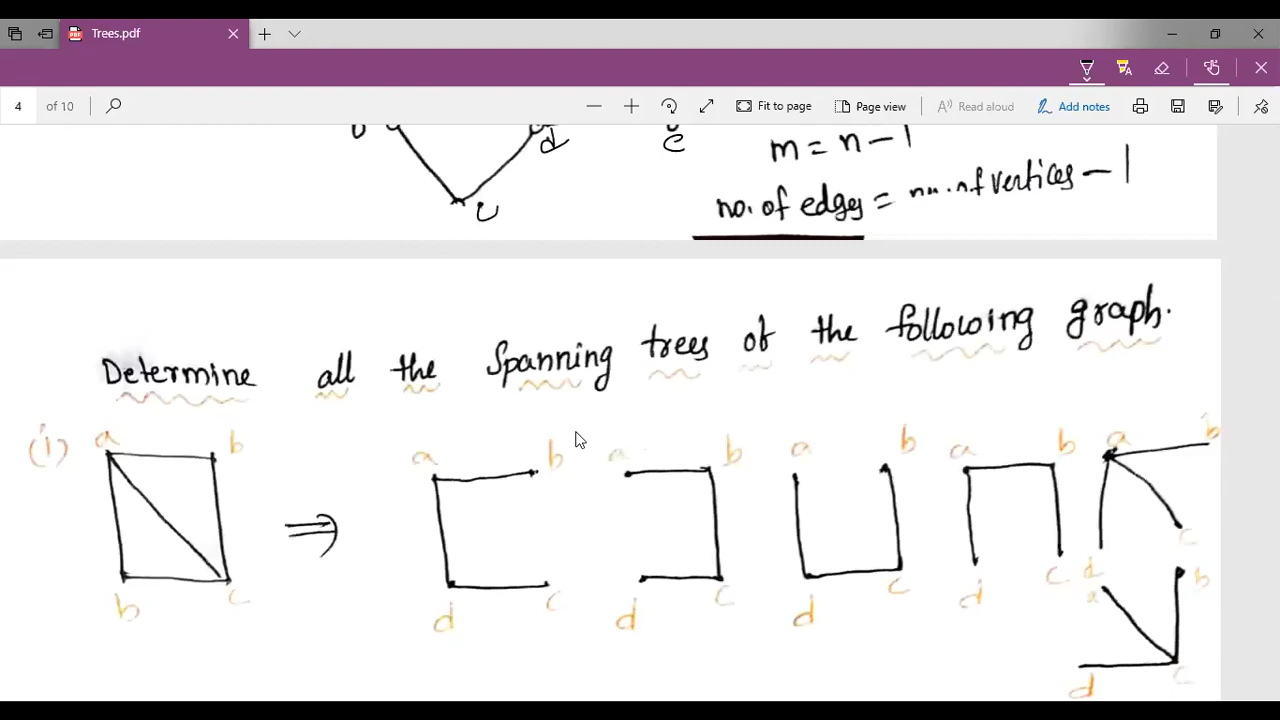 Trees.pdf
4 of 10
Fit to page
Page view
Read aloud
Add notes
d
e
c
m = n - 1
no. of edges = no. of vertices - 1
Determine all the Spanning trees of the following graph.
(i)
a b
b c
⇒
a b
d c
a b
d c
a b
d c
a b
d c
a b
c
d
a b
d c